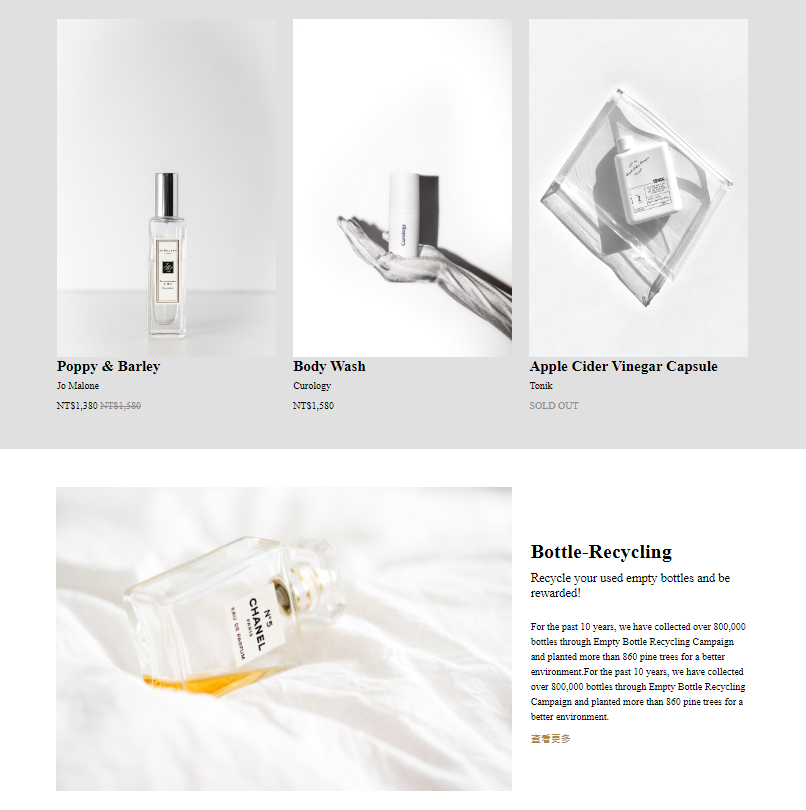 Curology
TONIK
Poppy & Barley
Body Wash
Apple Cider Vinegar Capsule
Jo Malone
Curology
Tonik
NT$1,380 NT$1,580
NT$1,580
SOLD OUT
N°5
CHANEL
PARIS
EAU DE PARFUM
Bottle-Recycling
Recycle your used empty bottles and be
rewarded!
For the past 10 years, we have collected over 800,000
bottles through Empty Bottle Recycling Campaign
and planted more than 860 pine trees for a better
environment.For the past 10 years, we have collected
over 800,000 bottles through Empty Bottle Recycling
Campaign and planted more than 860 pine trees for a
better environment.
查看更多